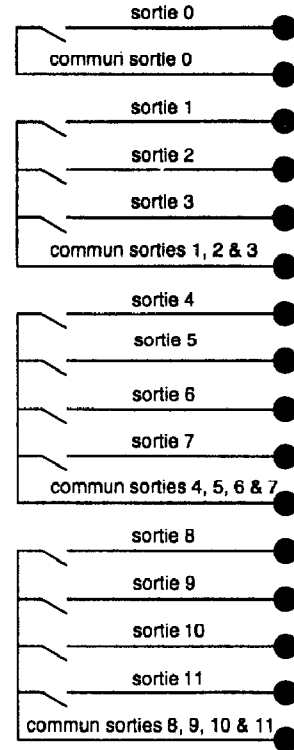 sortie 0
commun sortie 0
sortie 1
sortie 2
sortie 3
commun sorties 1, 2 & 3
sortie 4
sortie 5
sortie 6
sortie 7
commun sorties 4, 5, 6 & 7
sortie 8
sortie 9
sortie 10
sortie 11
commun sorties 8, 9, 10 & 11